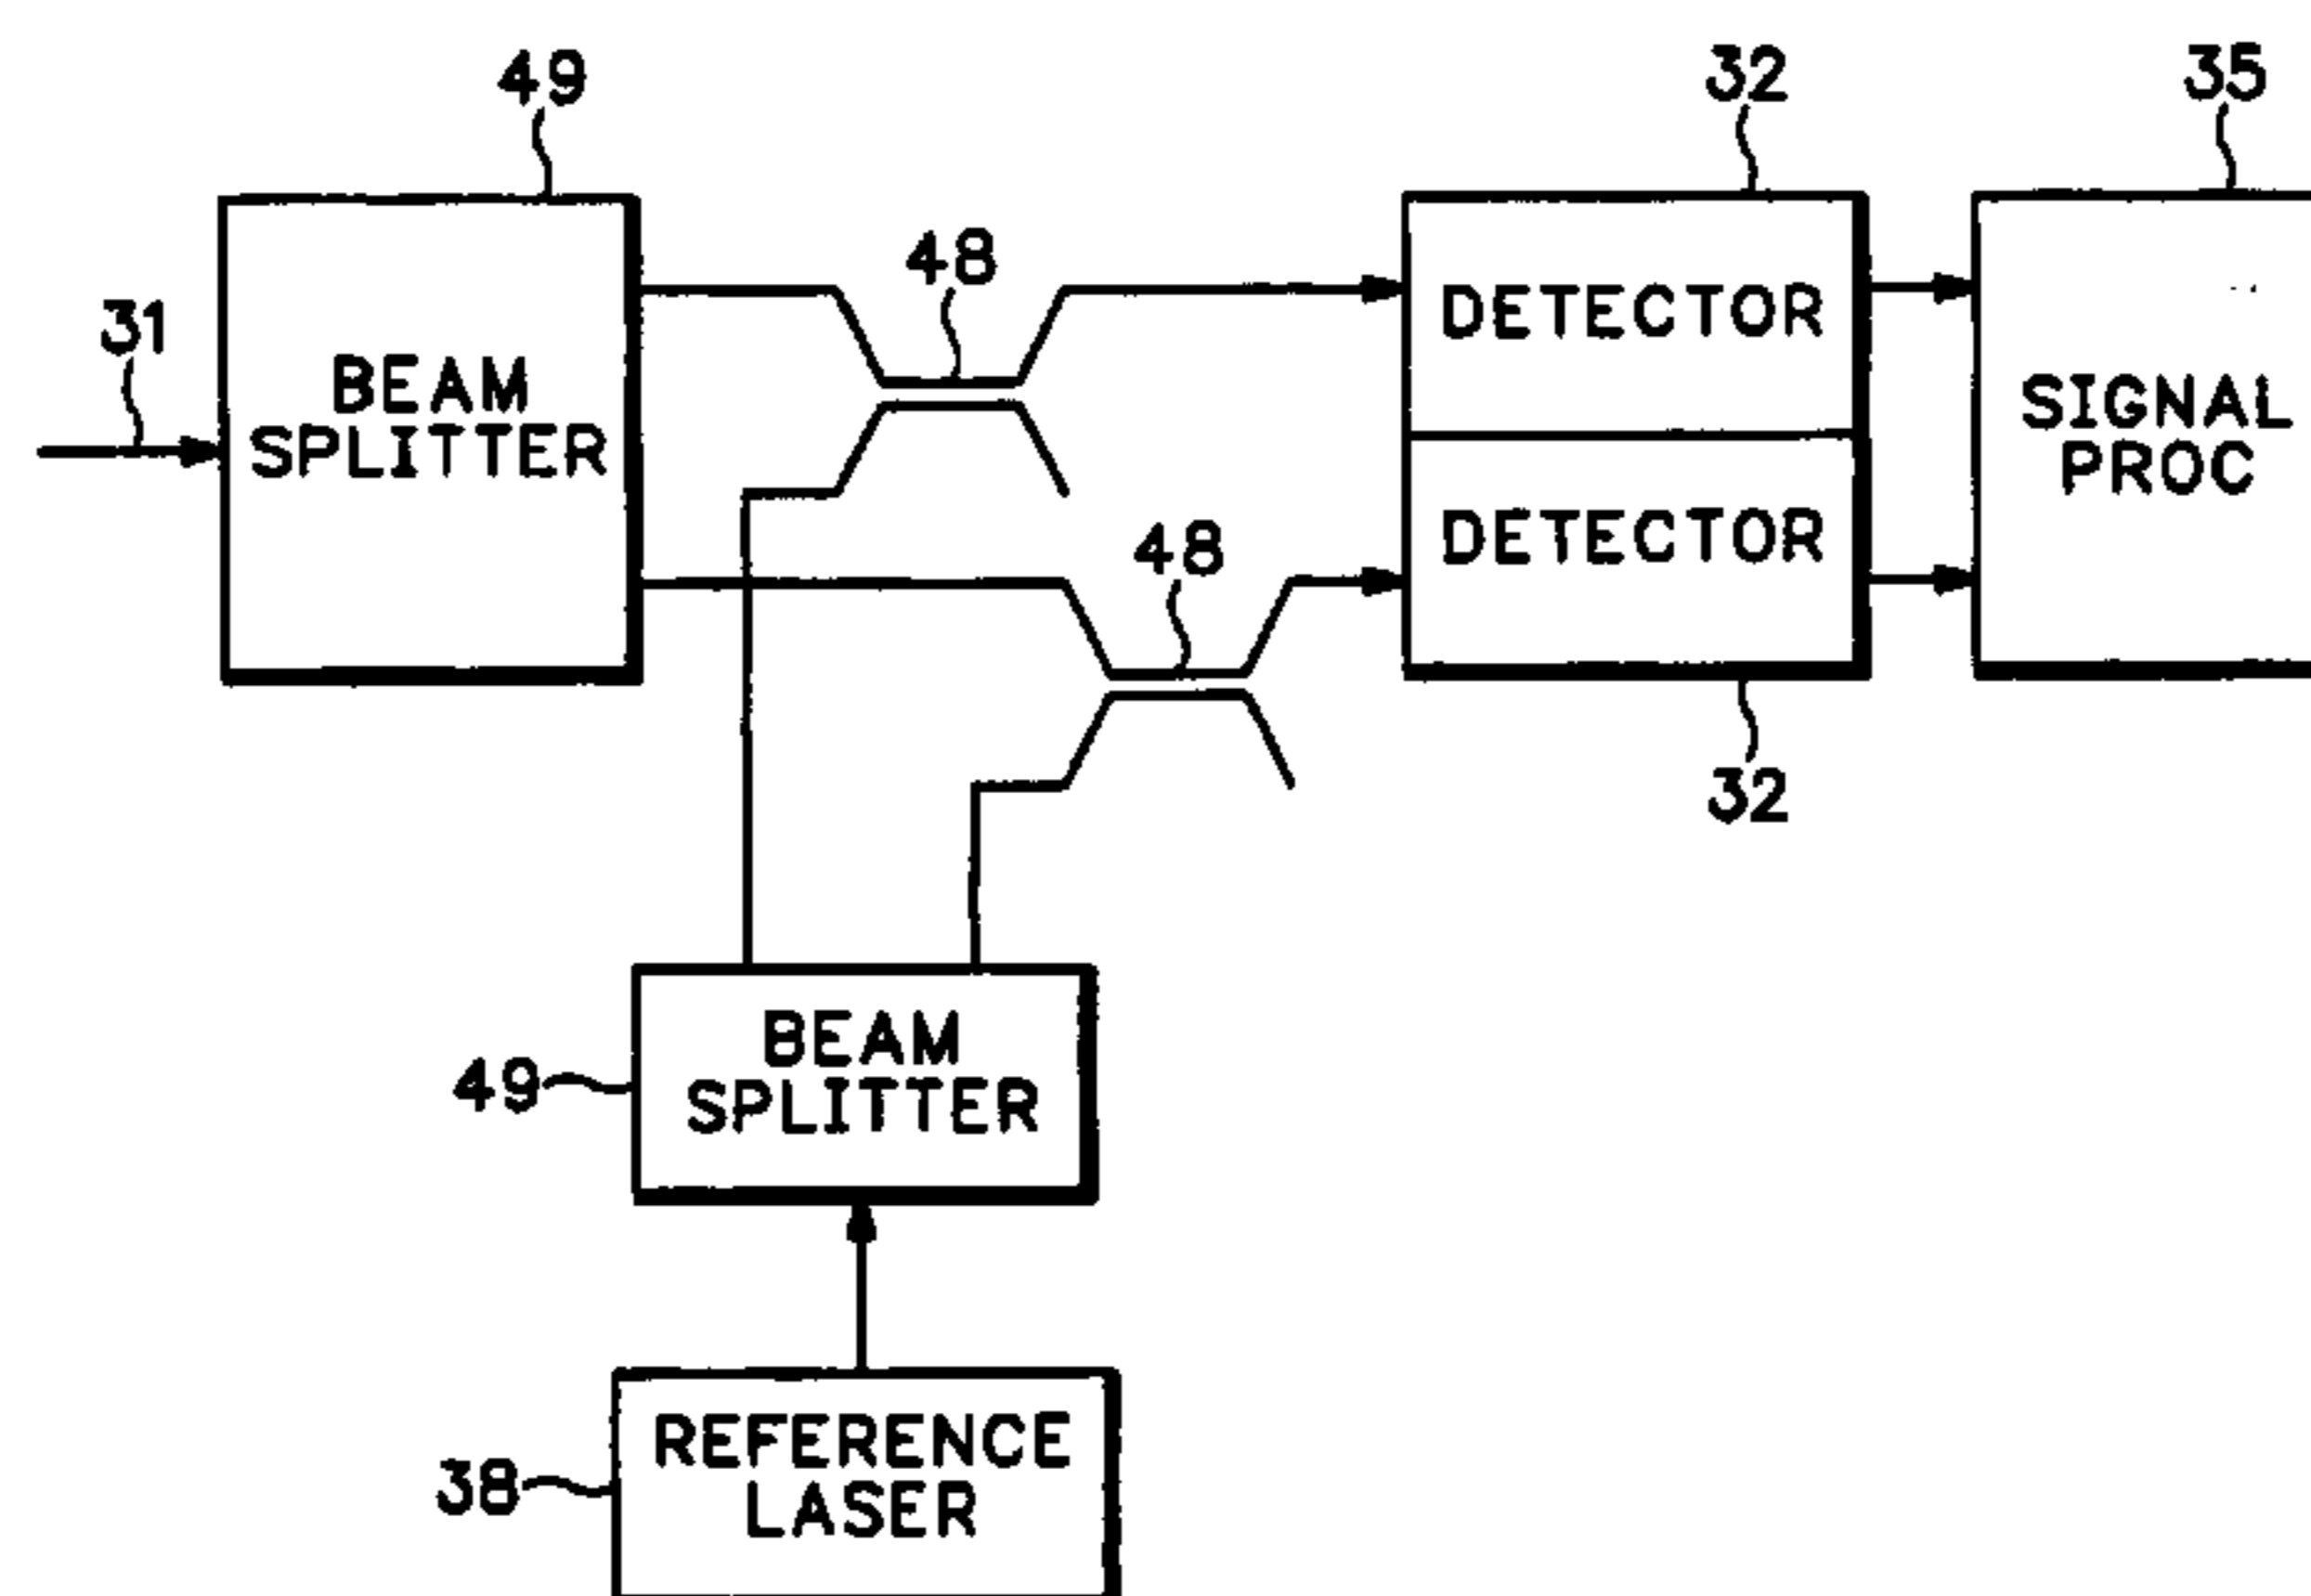 49
32
35
48
31
DETECTOR
BEAM
SPLITTER
SIGNAL
PROC
48
DETECTOR
32
BEAM
SPLITTER
49
REFERENCE
LASER
38